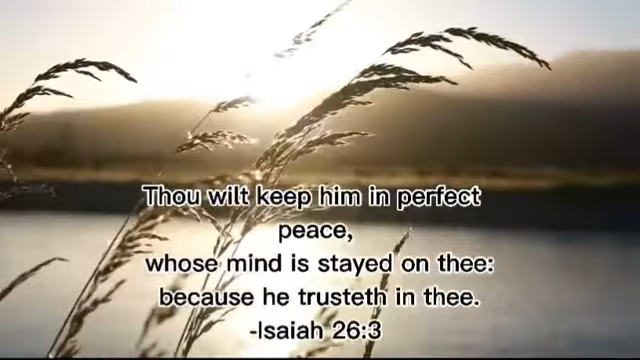 Thou wilt keep him in perfect
peace,
whose mind is stayed on thee:
because he trusteth in thee.
-Isaiah 26:3